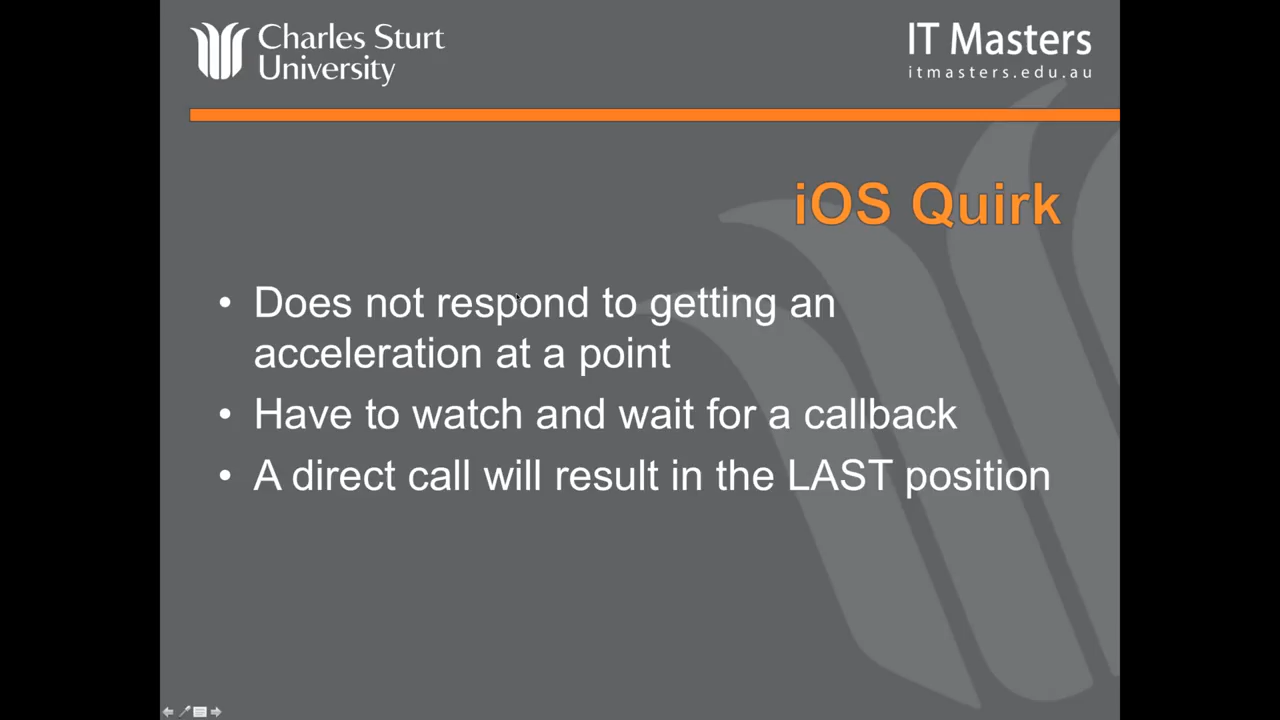 Charles Sturt
University
IT Masters
itmasters.edu.au
iOS Quirk
• Does not respond to getting an
acceleration at a point
• Have to watch and wait for a callback
• A direct call will result in the LAST position